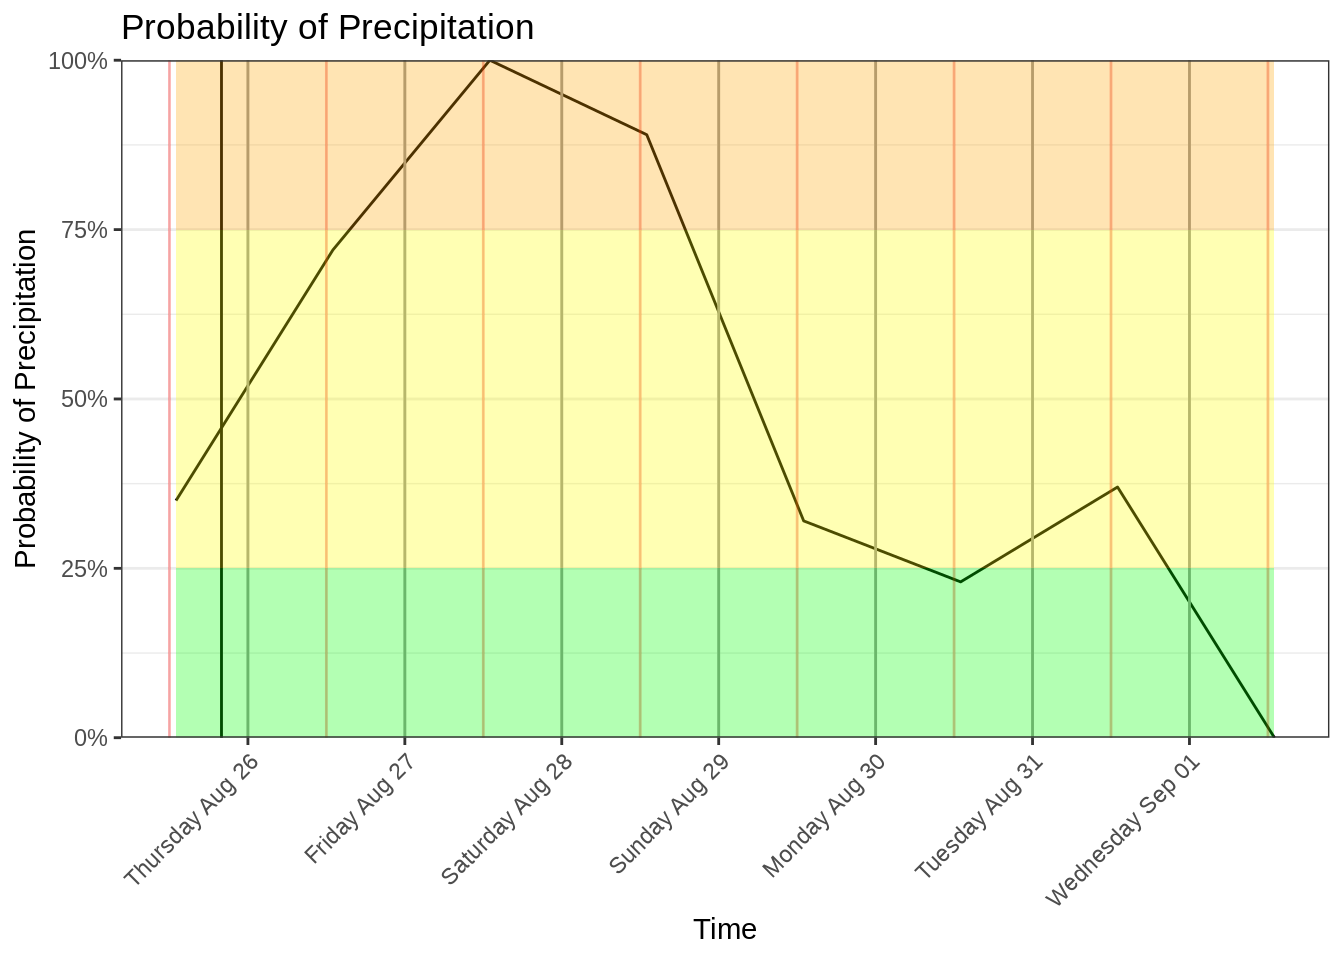 Probability of Precipitation
Probability of Precipitation
100%
75%
50%
25%
0%
Thursday Aug 26
Friday Aug 27
Saturday Aug 28
Sunday Aug 29
Monday Aug 30
Tuesday Aug 31
Wednesday Sep 01
Time